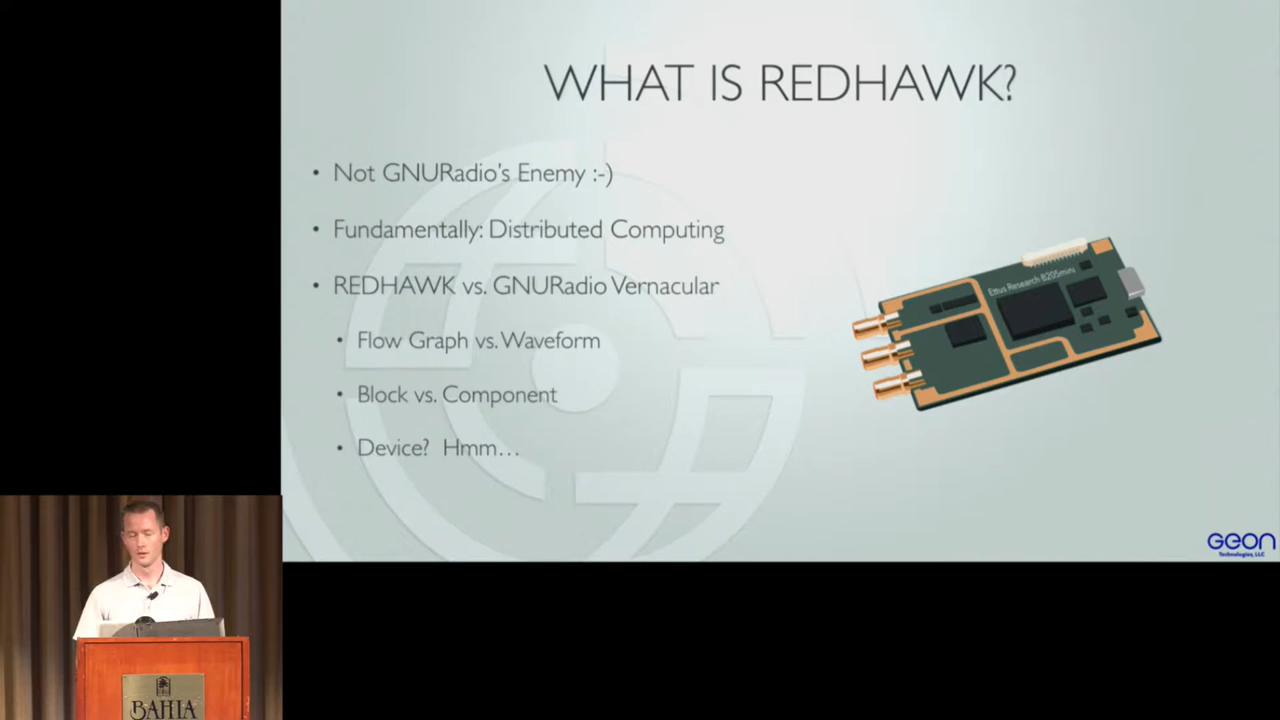 WHAT IS REDHAWK?
• Not GNURadio's Enemy :-)
• Fundamentally: Distributed Computing
• REDHAWK vs. GNURadio Vernacular
• Flow Graph vs. Waveform
• Block vs. Component
• Device? Hmm...
Ettus Research B205mini
GEON
Technologies, LLC
BAHIA